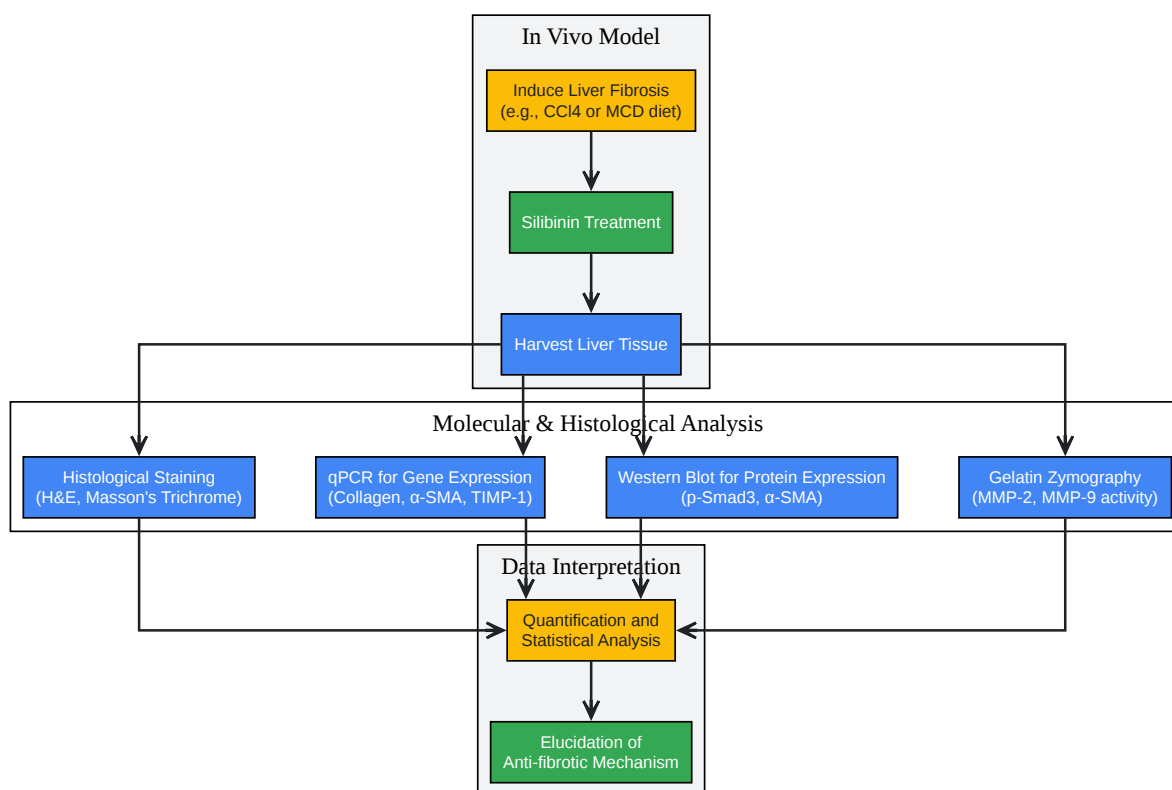 In Vivo Model
Induce Liver Fibrosis
(e.g., CCl4 or MCD diet)
Silibinin Treatment
Harvest Liver Tissue
Molecular & Histological Analysis
Histological Staining
(H&E, Masson's Trichrome)
qPCR for Gene Expression
(Collagen, α-SMA, TIMP-1)
Western Blot for Protein Expression
(p-Smad3, α-SMA)
Gelatin Zymography
(MMP-2, MMP-9 activity)
Data Interpretation
Quantification and
Statistical Analysis
Elucidation of
Anti-fibrotic Mechanism